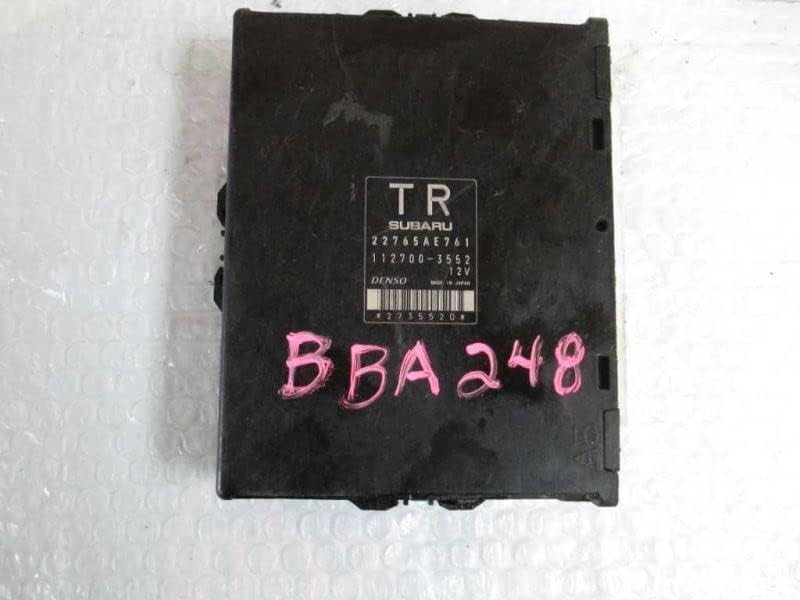 TR
SUBARU
22765AE761
112700-3552
12V
DENSO MADE IN JAPAN
*2735520*
BBA248